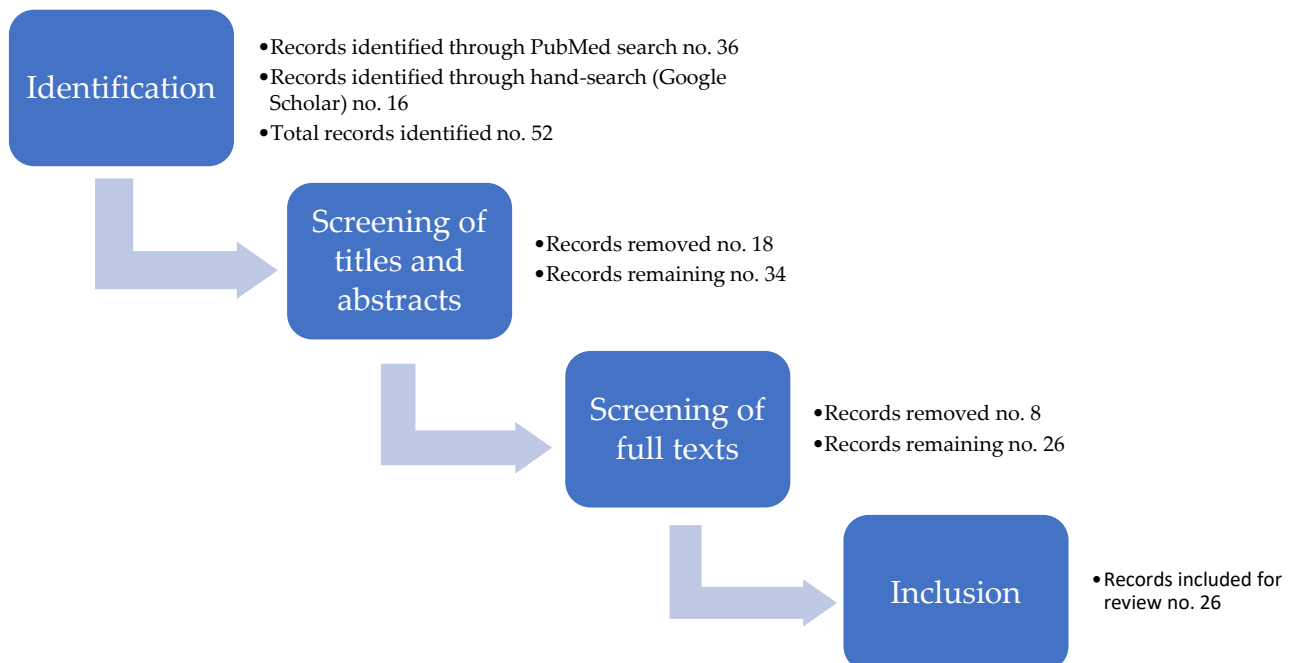 Identification
•Records identified through PubMed search no. 36
•Records identified through hand-search (Google
Scholar) no. 16
•Total records identified no. 52
Screening of
titles and
abstracts
•Records removed no. 18
•Records remaining no. 34
Screening of
full texts
•Records removed no. 8
•Records remaining no. 26
Inclusion
•Records included for
review no. 26